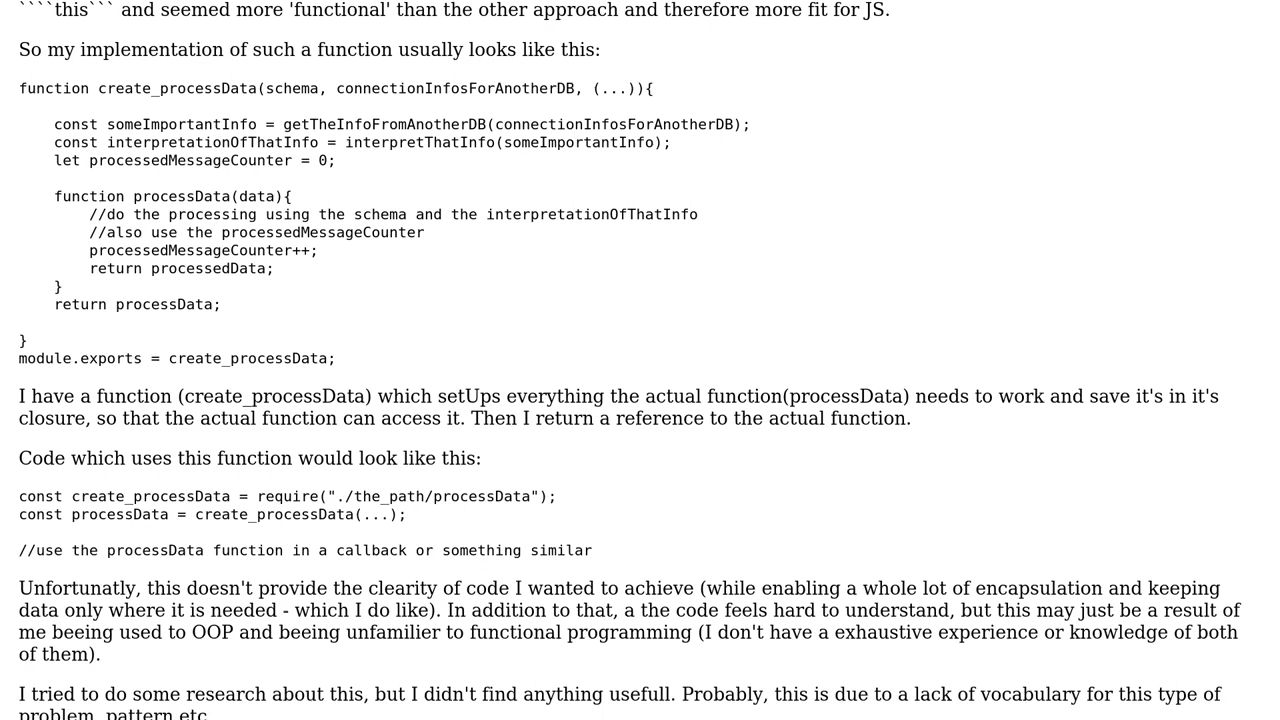 ````this``` and seemed more 'functional' than the other approach and therefore more fit for JS.
So my implementation of such a function usually looks like this:
function create_processData(schema, connectionInfosForAnotherDB, (...)){
    const someImportantInfo = getTheInfoFromAnotherDB(connectionInfosForAnotherDB);
    const interpretationOfThatInfo = interpretThatInfo(someImportantInfo);
    let processedMessageCounter = 0;
    function processData(data){
        //do the processing using the schema and the interpretationOfThatInfo
        //also use the processedMessageCounter
        processedMessageCounter++;
        return processedData;
    }
    return processData;
}
module.exports = create_processData;
I have a function (create_processData) which setUps everything the actual function(processData) needs to work and save it's in it's
closure, so that the actual function can access it. Then I return a reference to the actual function.
Code which uses this function would look like this:
const create_processData = require("./the_path/processData");
const processData = create_processData(...);
//use the processData function in a callback or something similar
Unfortunatly, this doesn't provide the clearity of code I wanted to achieve (while enabling a whole lot of encapsulation and keeping
data only where it is needed - which I do like). In addition to that, a the code feels hard to understand, but this may just be a result of
me beeing used to OOP and beeing unfamilier to functional programming (I don't have a exhaustive experience or knowledge of both
of them).
I tried to do some research about this, but I didn't find anything usefull. Probably, this is due to a lack of vocabulary for this type of
problem, pattern etc.